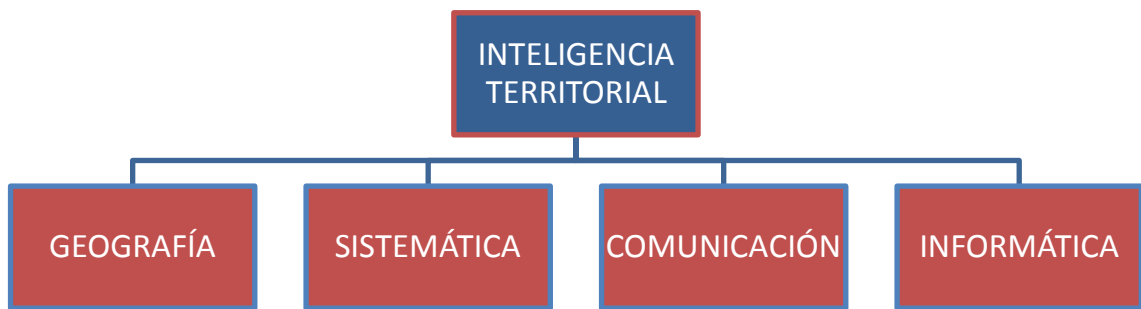 INTELIGENCIA
TERRITORIAL
GEOGRAFÍA
SISTEMÁTICA
COMUNICACIÓN
INFORMÁTICA